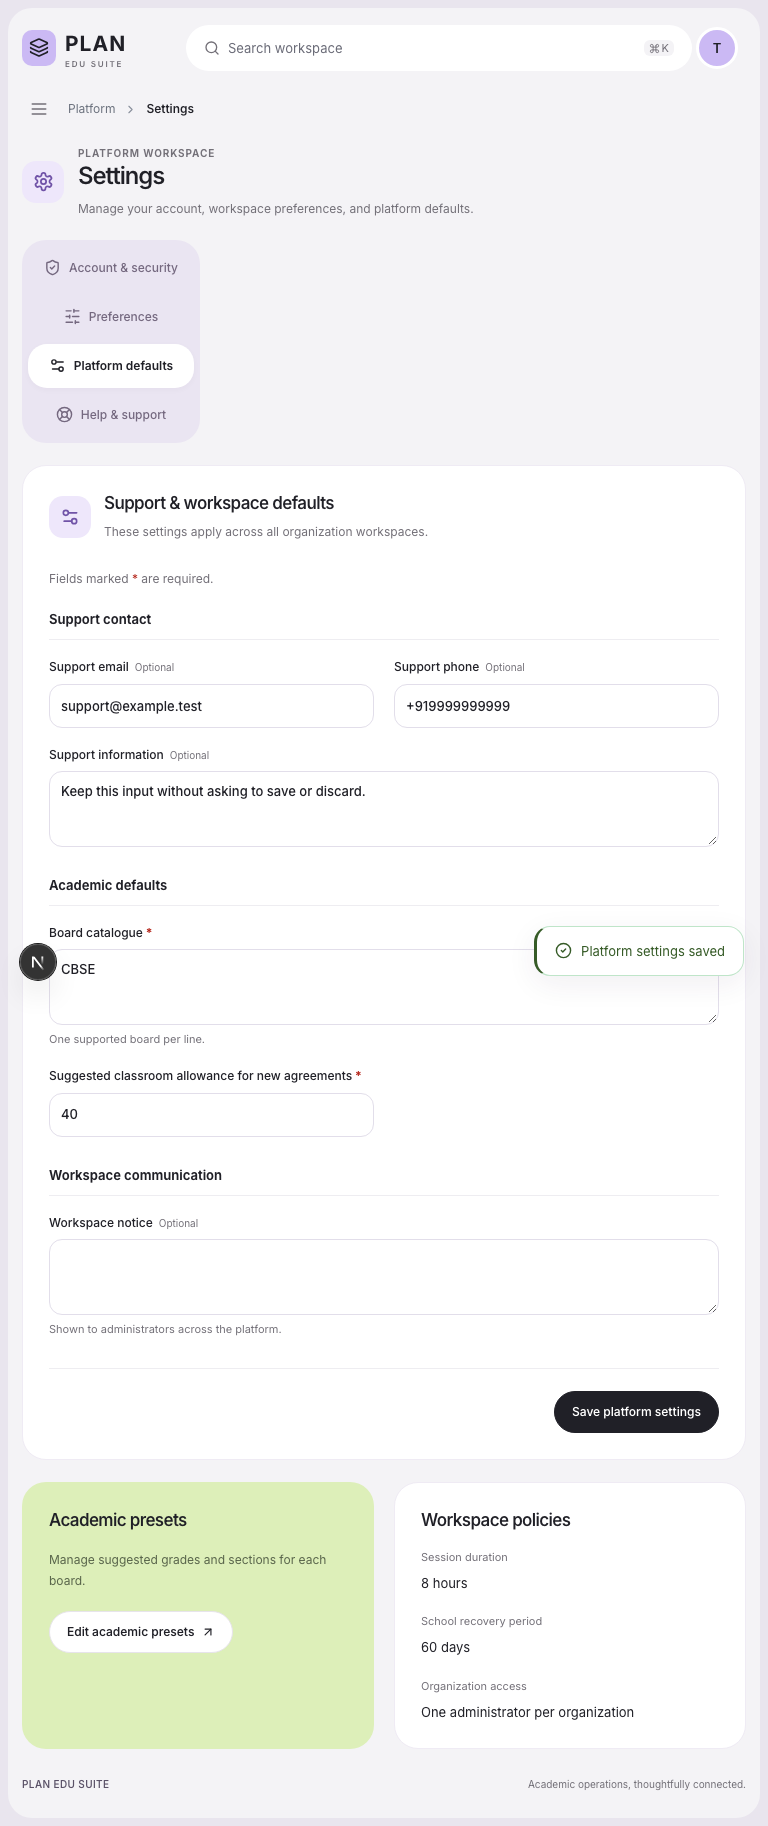 PLAN
EDU SUITE
Search workspace
⌘K
T
Platform > Settings
PLATFORM WORKSPACE
Settings
Manage your account, workspace preferences, and platform defaults.
Account & security
Preferences
Platform defaults
Help & support
Support & workspace defaults
These settings apply across all organization workspaces.
Fields marked * are required.
Support contact
Support email Optional
support@example.test
Support phone Optional
+919999999999
Support information Optional
Keep this input without asking to save or discard.
Academic defaults
Board catalogue *
CBSE
Platform settings saved
N
One supported board per line.
Suggested classroom allowance for new agreements *
40
Workspace communication
Workspace notice Optional
Shown to administrators across the platform.
Save platform settings
Academic presets
Manage suggested grades and sections for each
board.
Edit academic presets
Workspace policies
Session duration
8 hours
School recovery period
60 days
Organization access
One administrator per organization
PLAN EDU SUITE
Academic operations, thoughtfully connected.